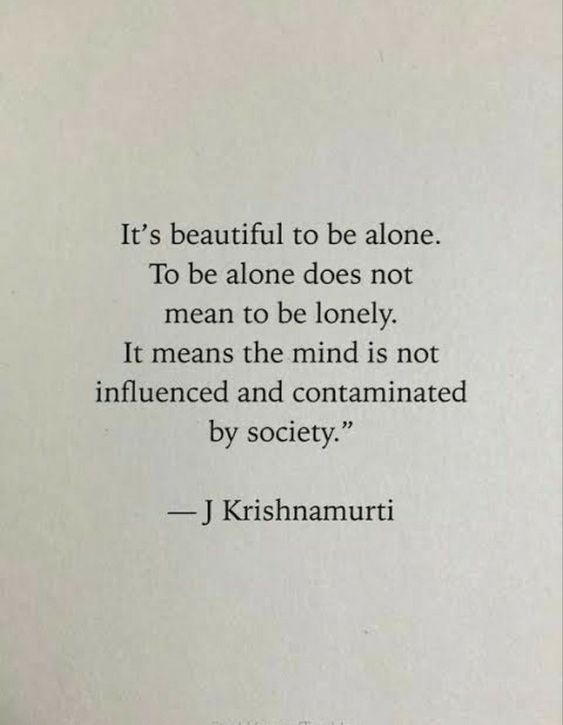 It’s beautiful to be alone.
To be alone does not
mean to be lonely.
It means the mind is not
influenced and contaminated
by society.”
— J Krishnamurti